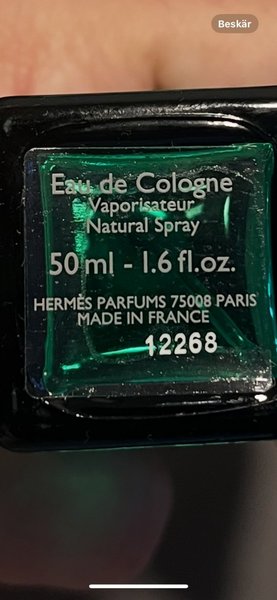 Beskär
Eau de Cologne
Vaporisateur
Natural Spray
50 ml - 1.6 fl.oz.
HERMÈS PARFUMS 75008 PARIS
MADE IN FRANCE
12268